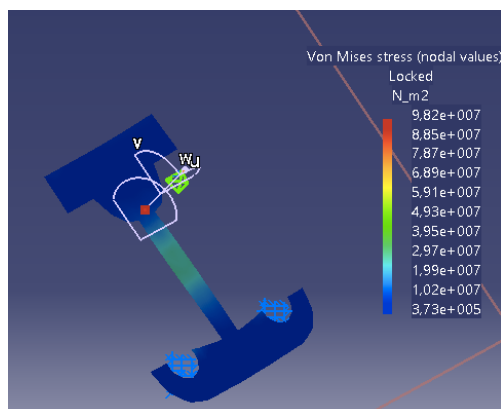 Von Mises stress (nodal values)
Locked
N_m2
9,82e+007
8,85e+007
7,87e+007
6,89e+007
5,91e+007
4,93e+007
3,95e+007
2,97e+007
1,99e+007
1,02e+007
3,73e+005
v
w u